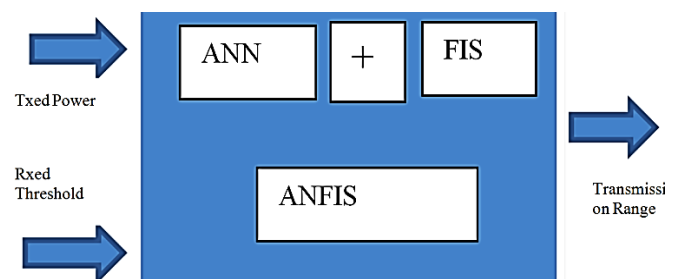 ANN
+
FIS
Txed Power
Rxed
Threshold
ANFIS
Transmissi
on Range